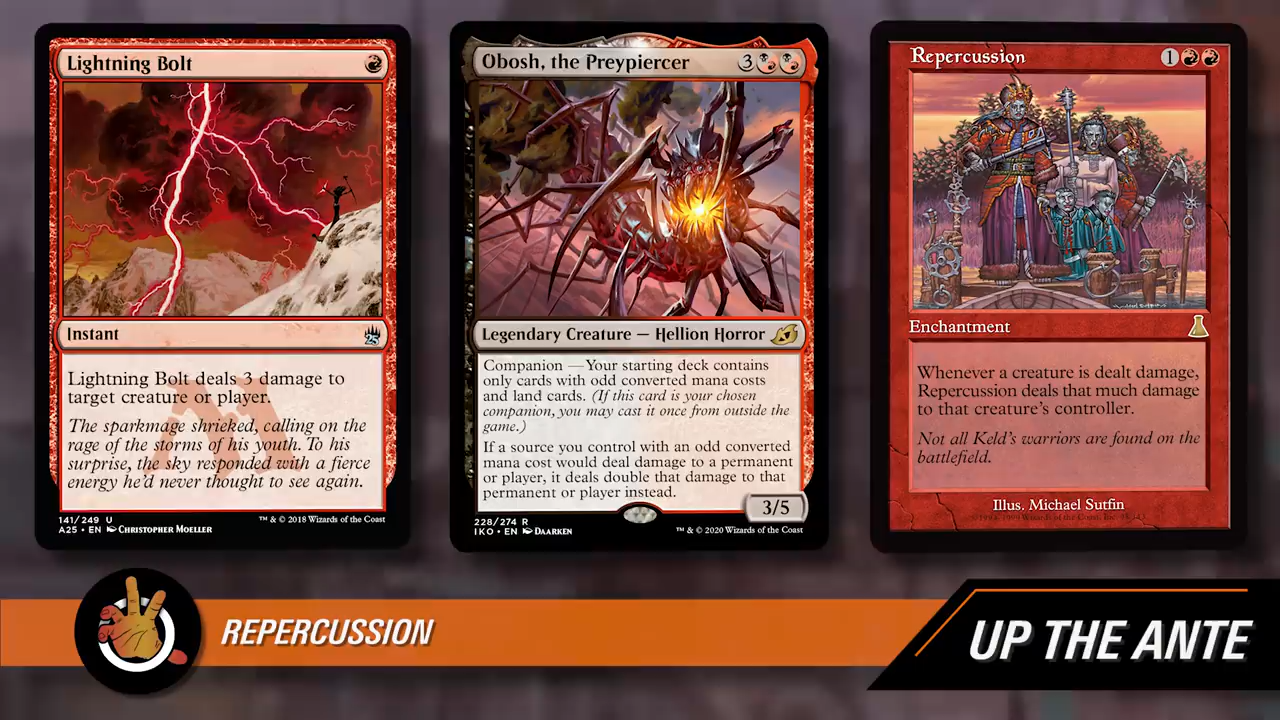 Lightning Bolt
Instant
Lightning Bolt deals 3 damage to
target creature or player.
The sparkmage shrieked, calling on the
rage of the storms of his youth. To his
surprise, the sky responded with a fierce
energy he'd never thought to see again.
141/249 U
A25 • EN Christopher Moeller
™ & © 2018 Wizards of the Coast
Obosh, the Preypiercer
3
Legendary Creature — Hellion Horror
Companion — Your starting deck contains
only cards with odd converted mana costs
and land cards. (If this card is your chosen
companion, you may cast it once from outside the
game.)
If a source you control with an odd converted
mana cost would deal damage to a permanent
or player, it deals double that damage to that
permanent or player instead.
3/5
228/274 R
IKO • EN Daarken
™ & © 2020 Wizards of the Coast
Repercussion
1
Enchantment
Whenever a creature is dealt damage,
Repercussion deals that much damage
to that creature's controller.
Not all Keld's warriors are found on the
battlefield.
Illus. Michael Sutfin
REPERCUSSION
UP THE ANTE